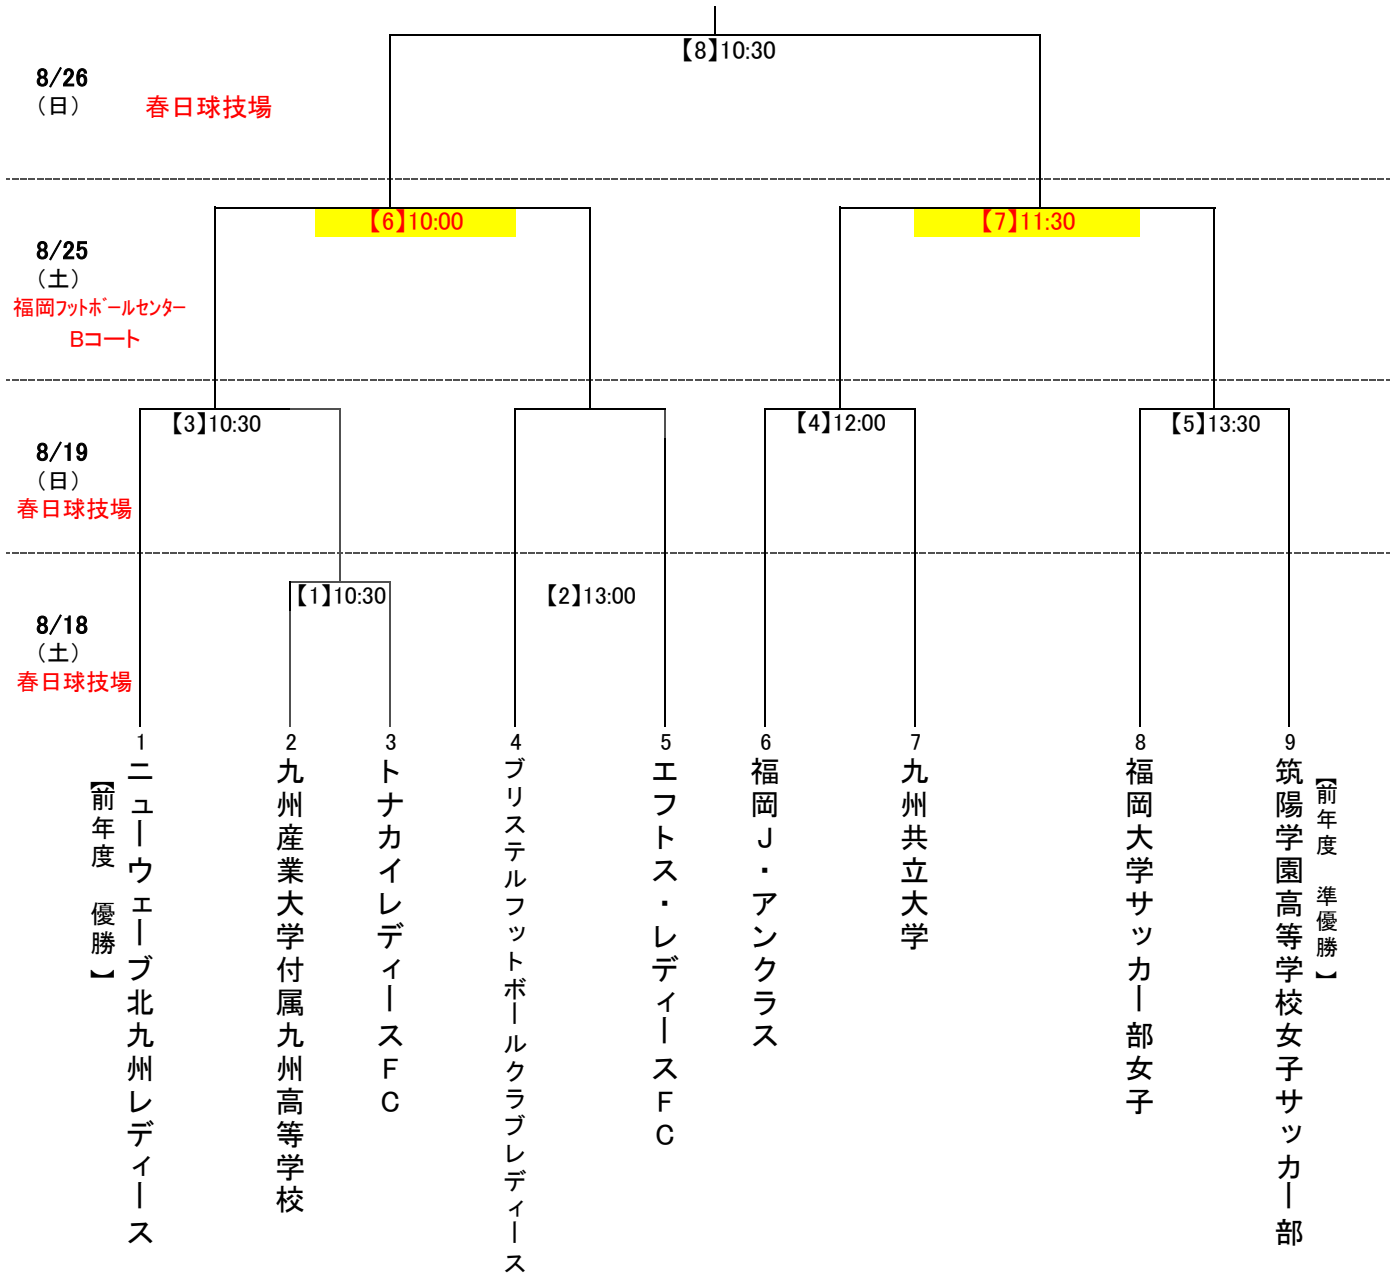 【8】10:30
8/26
（日）
春日球技場
【6】10:00
【7】11:30
8/25
（土）
福岡ﾌｯﾄﾎﾞｰﾙｾﾝﾀｰ
Bコート
【3】10:30
【4】12:00
【5】13:30
8/19
（日）
春日球技場
【1】10:30
【2】13:00
8/18
（土）
春日球技場
1
2
3
4
5
6
7
8
9
【前年度　優勝】
ニューウェーブ北九州レディース
九州産業大学付属九州高等学校
トナカイレディースFC
ブリステルフットボールクラブレディース
エフトス・レディースFC
福岡J・アンクラス
九州共立大学
福岡大学サッカー部女子
筑陽学園高等学校女子サッカー部
【前年度　準優勝】